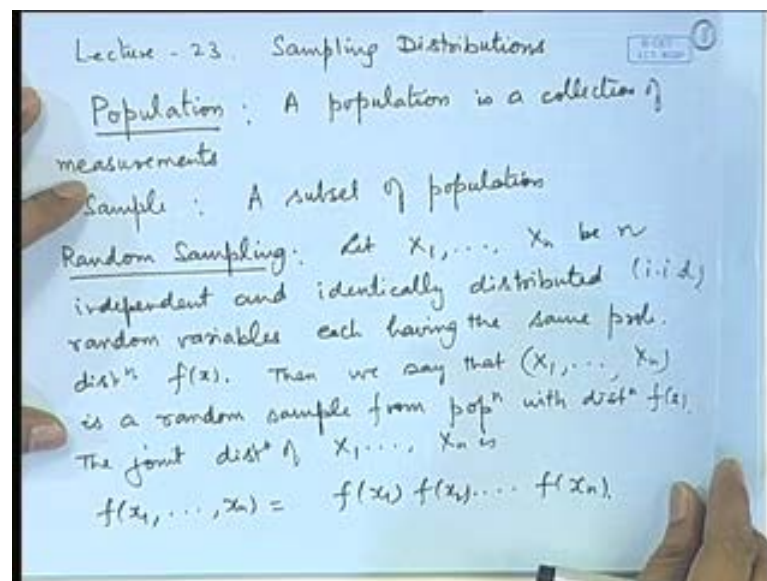 Lecture - 23. Sampling Distributions
Population : A population is a collection of
measurements
Sample : A subset of population
Random Sampling : Let X₁, ..., Xₙ be n
independent and identically distributed (i.i.d)
random variables each having the same prob.
distⁿ f(x). Then we say that (X₁, ..., Xₙ)
is a random sample from popⁿ with distⁿ f(x).
The joint distⁿ of X₁ ..., Xₙ is
f(x₁, ..., xₙ) = f(x₁) f(x₂) .... f(xₙ).